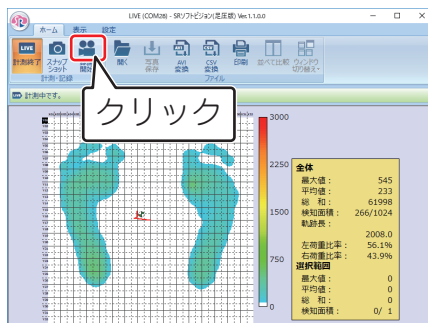 LIVE (COM26) - SRソフトビジョン(足圧版) Ver.1.1.0.0
ホーム 表示 設定
LIVE
計測終了 スナップショット 開始 開く 写真保存 AVI変換 CSV変換 印刷 並べて比較 ウィンドウ切り替え
計測・記録 ファイル
LIVE 計測中です。
クリック
3000
2250
1500
750
0
全体
最大値: 545
平均値: 233
総 和: 61998
検知面積: 266/1024
軌跡長:
2008.0
左荷重比率: 56.1%
右荷重比率: 43.9%
選択範囲
最大値: 0
平均値: 0
総 和: 0
検知面積: 0/ 1